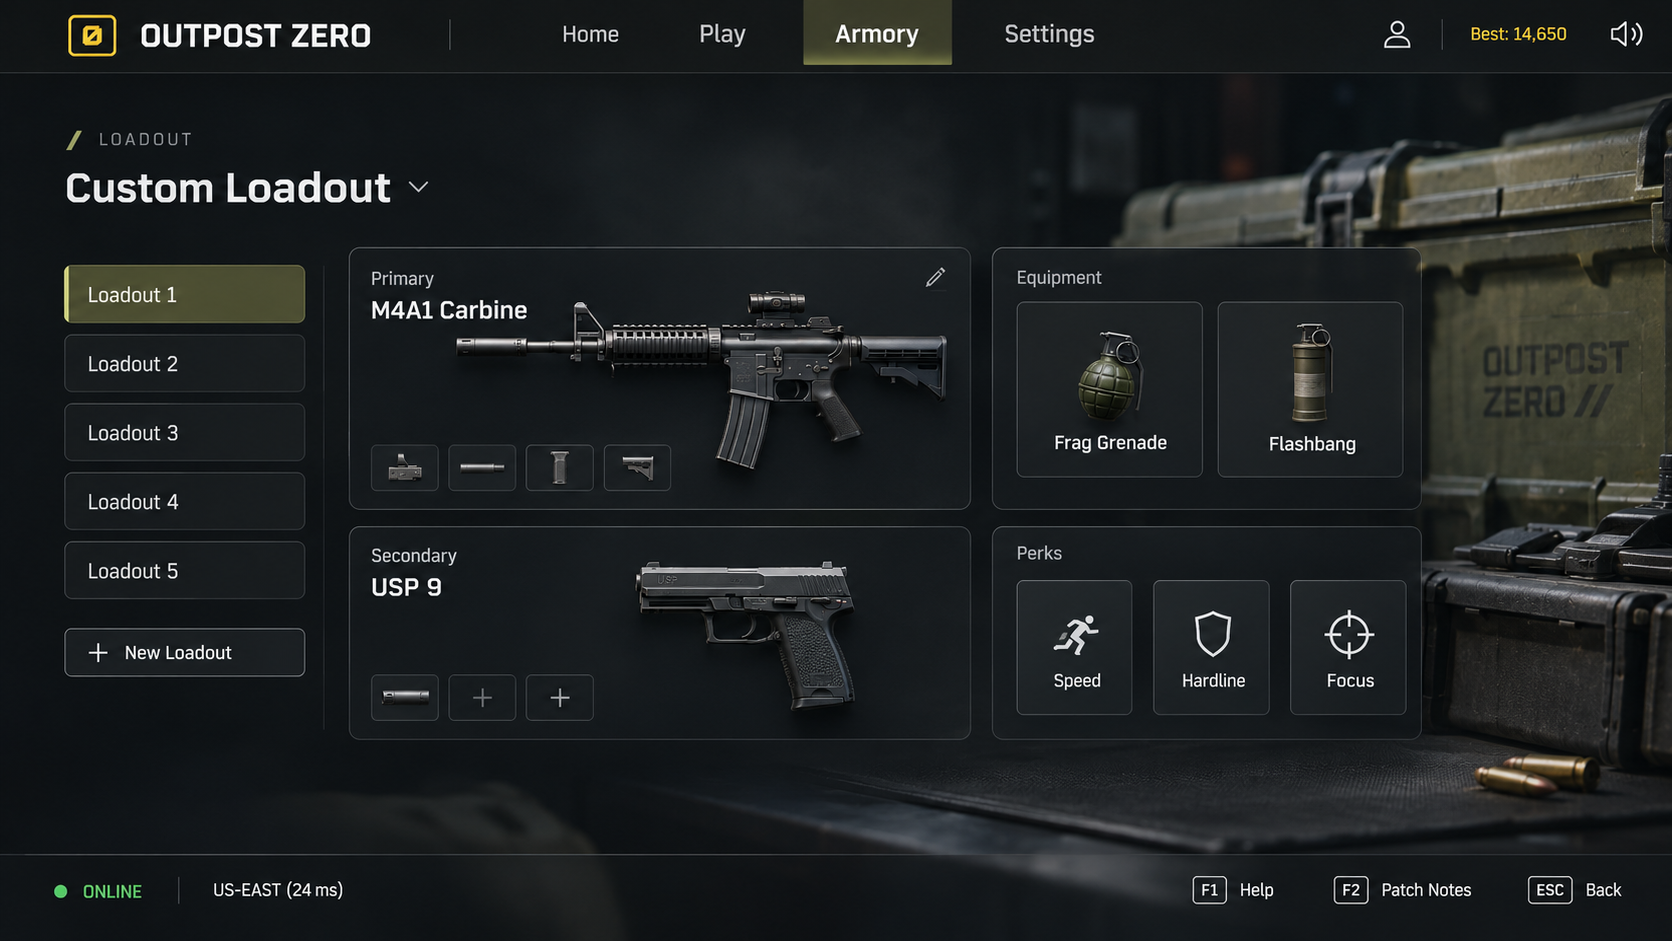 OUTPOST ZERO
Home
Play
Armory
Settings
Best: 14,650
LOADOUT
Custom Loadout
Loadout 1
Loadout 2
Loadout 3
Loadout 4
Loadout 5
New Loadout
Primary
M4A1 Carbine
Secondary
USP 9
USP
Equipment
Frag Grenade
Flashbang
Perks
Speed
Hardline
Focus
OUTPOST
ZERO //
ONLINE
US-EAST (24 ms)
F1 Help
F2 Patch Notes
ESC Back